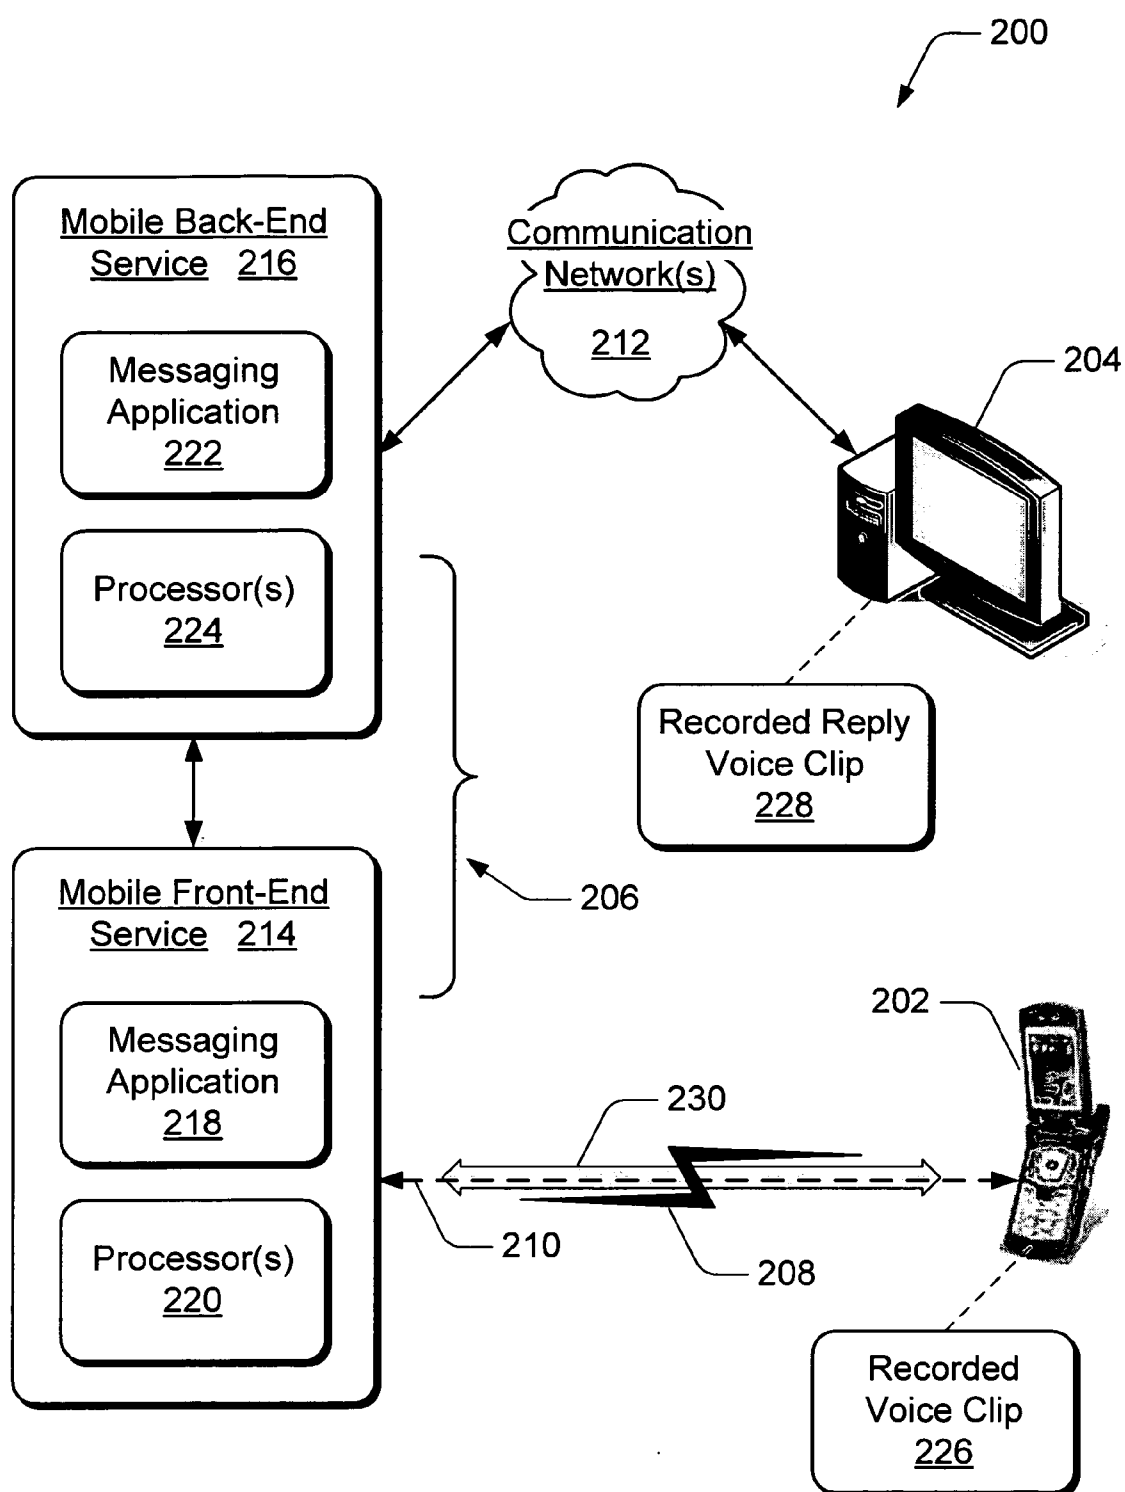 200
Mobile Back-End
Service 216
Messaging
Application
222
Processor(s)
224
Communication
Network(s)
212
204
Recorded Reply
Voice Clip
228
206
Mobile Front-End
Service 214
Messaging
Application
218
Processor(s)
220
230
210
208
202
Recorded
Voice Clip
226